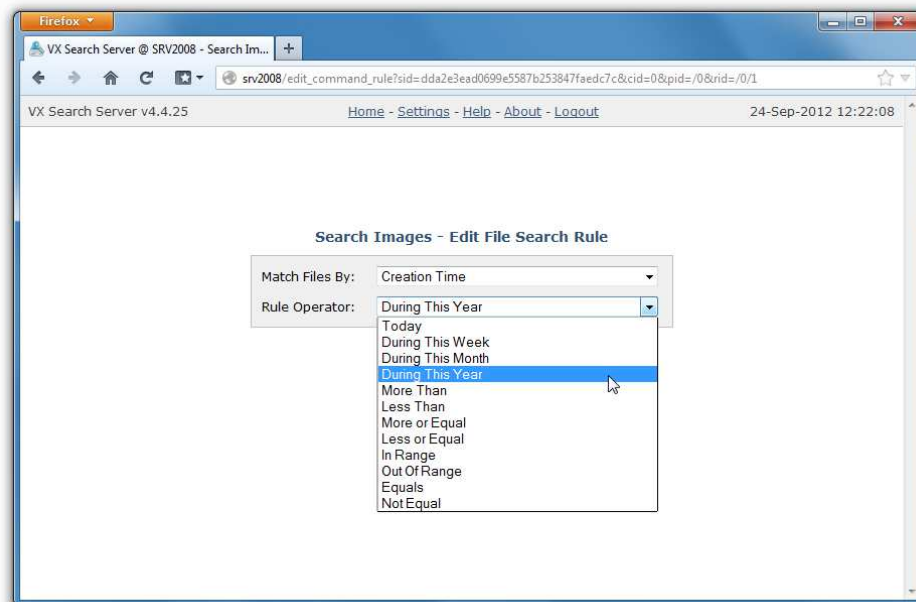 Firefox
VX Search Server @ SRV2008 - Search Im...
srv2008/edit_command_rule?sid=dda2e3ead0699e5587b253847faedc7c&cid=0&pid=/0&rid=/0/1
VX Search Server v4.4.25 Home - Settings - Help - About - Logout 24-Sep-2012 12:22:08
Search Images - Edit File Search Rule
Match Files By: Creation Time
Rule Operator: During This Year
Today
During This Week
During This Month
During This Year
More Than
Less Than
More or Equal
Less or Equal
In Range
Out Of Range
Equals
Not Equal